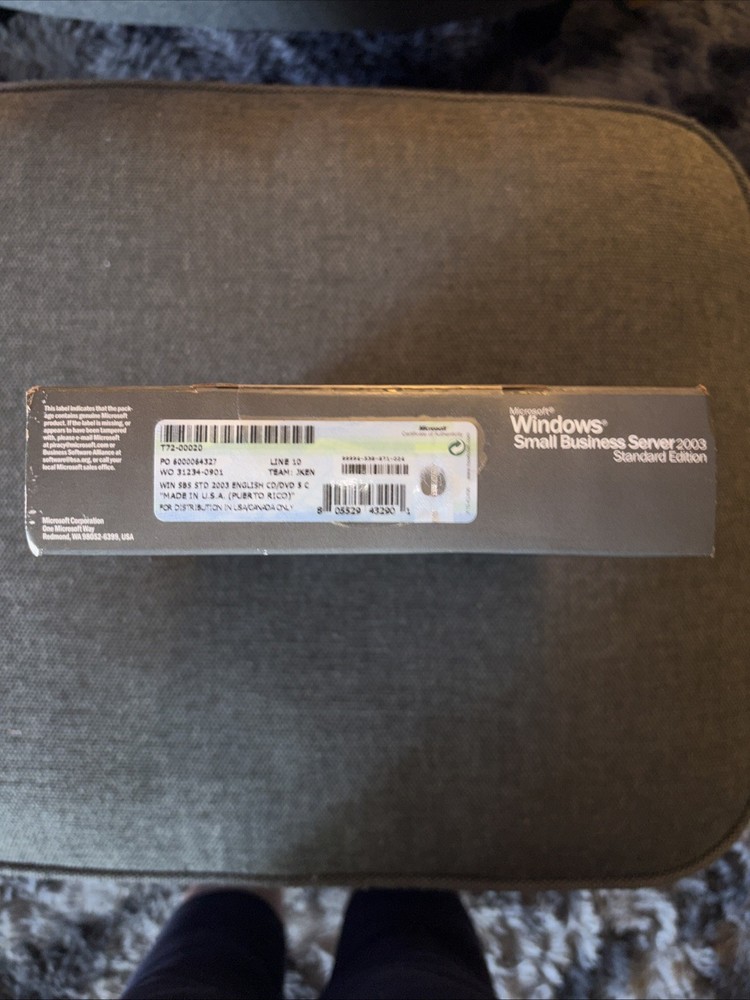 This label indicates that the pack-
age contains genuine Microsoft
product. If the label is missing, or
appears to have been tampered
with, please e-mail Microsoft
at piracy@microsoft.com or
Business Software Alliance at
software@bsa.org, or call your
local Microsoft sales office.
Microsoft Corporation
One Microsoft Way
Redmond, WA 98052-6399, USA
T72-00020
PO 6000064327 LINE 10
WO 31234-0901 TEAM: JKEN
WIN SBS STD 2003 ENGLISH CD/DVD 5 C
"MADE IN U.S.A. (PUERTO RICO)"
FOR DISTRIBUTION IN USA/CANADA ONLY
Microsoft
Certificate of Authenticity
8 05529 43290 1
Microsoft®
Windows®
Small Business Server 2003
Standard Edition